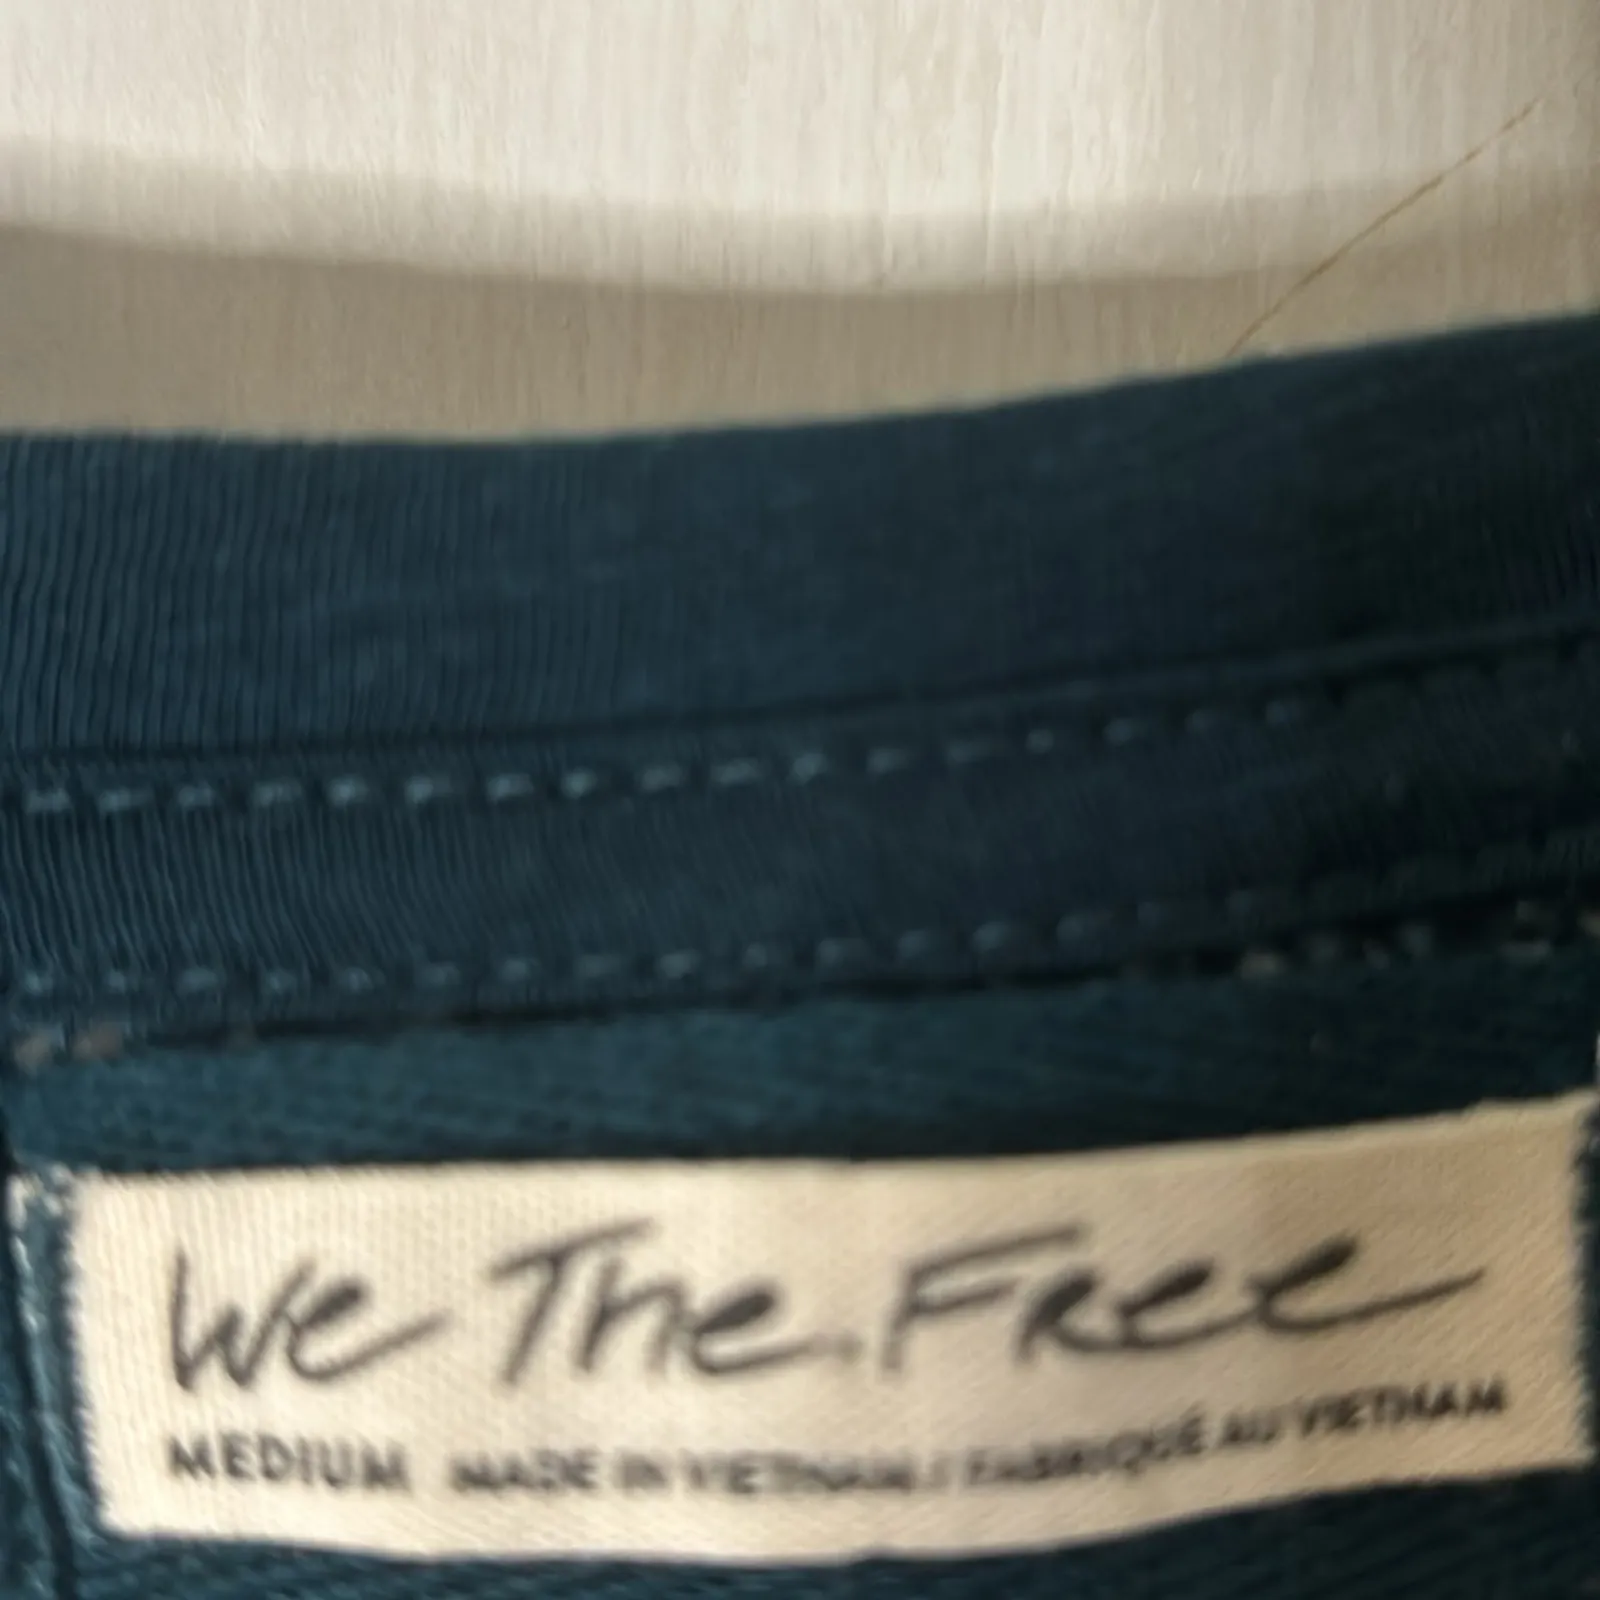 We The Free
MEDIUM MADE IN VIETNAM / FABRIQUÉ AU VIETNAM